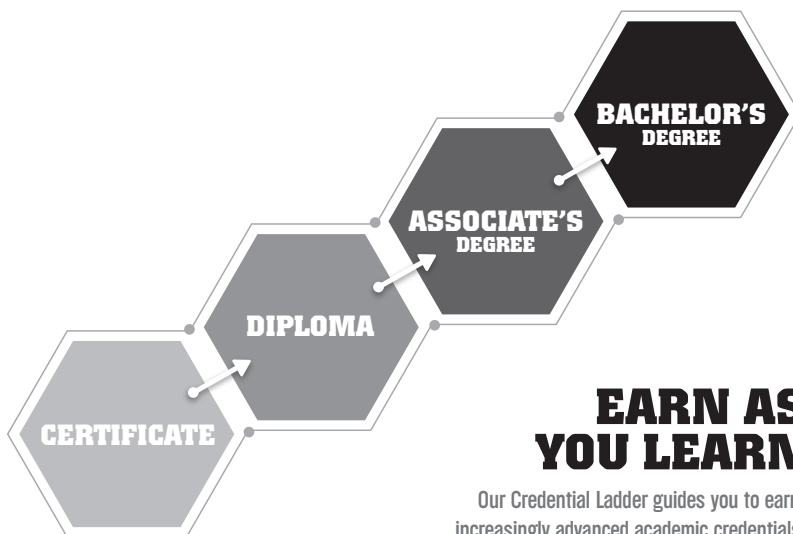 BACHELOR'S
DEGREE
ASSOCIATE'S
DEGREE
DIPLOMA
CERTIFICATE
EARN AS
YOU LEARN
Our Credential Ladder guides you to earn
increasingly advanced academic credentials